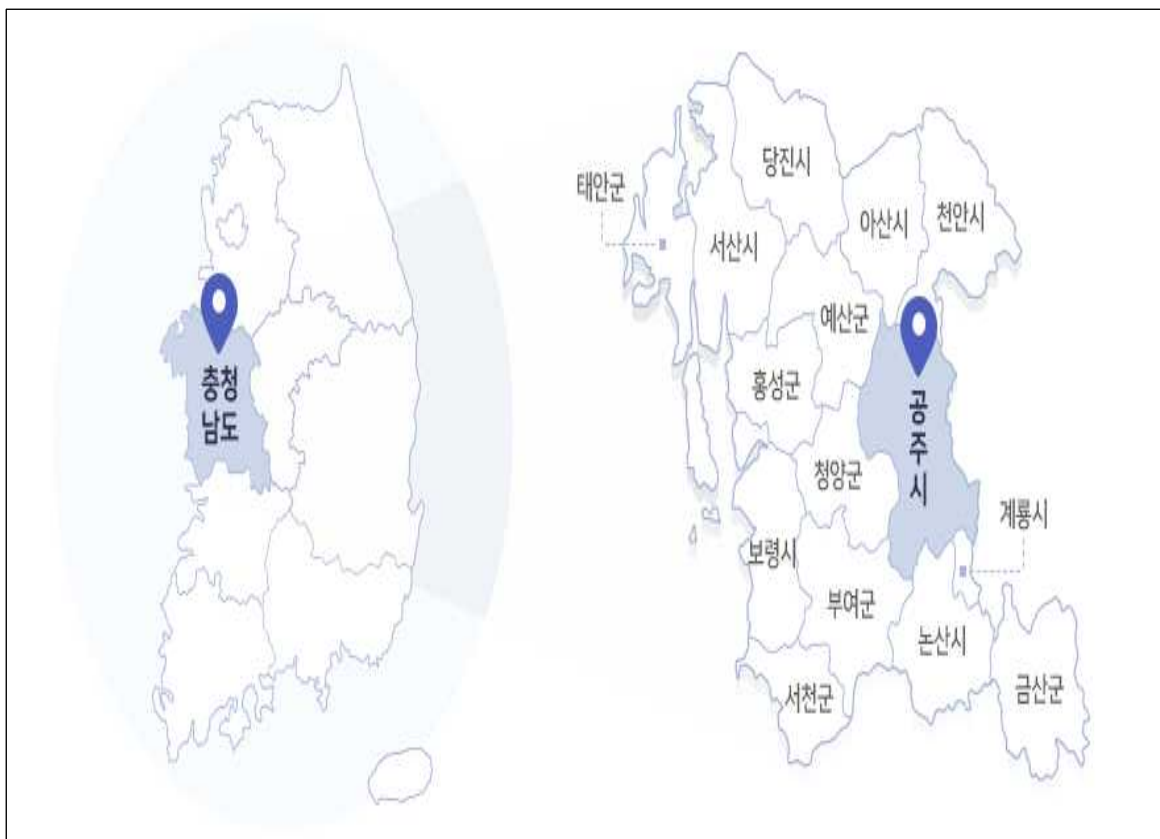 충청
남도
당진시
태안군
아산시
천안시
서산시
예산군
홍성군
공
주
시
청양군
계룡시
보령시
부여군
논산시
서천군
금산군